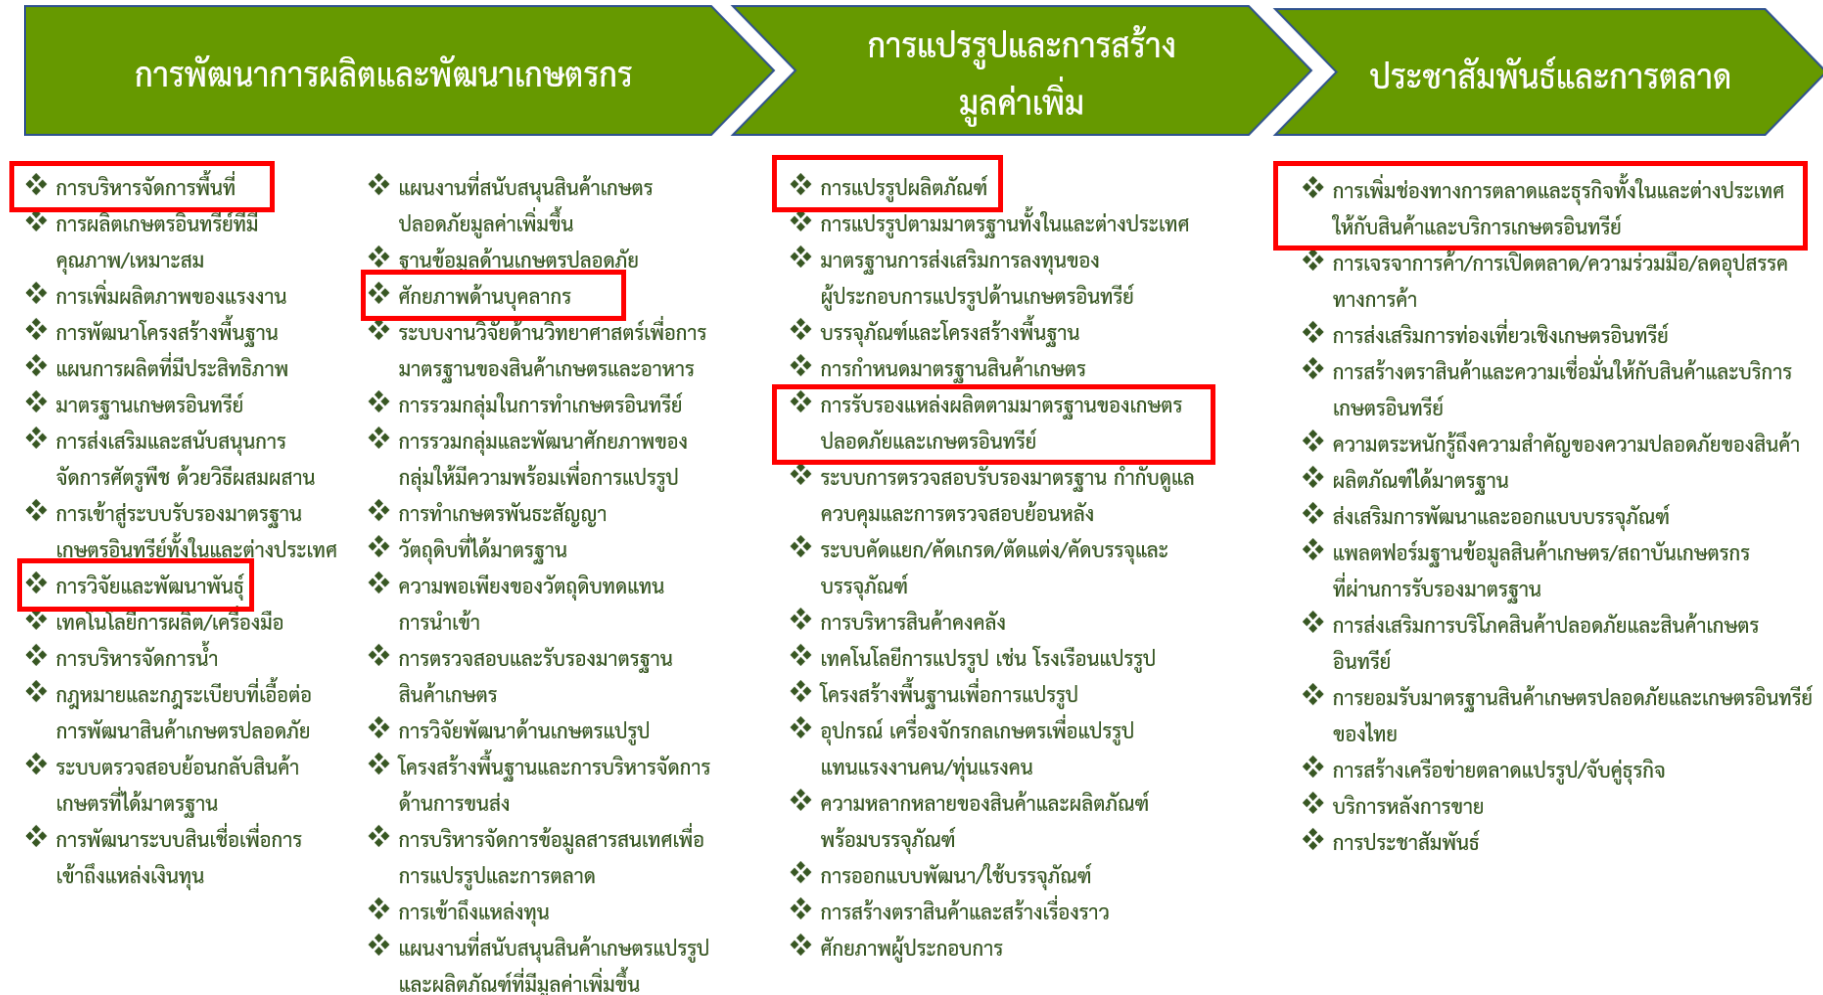 การพัฒนาการผลิตและพัฒนาเกษตรกร
การแปรรูปและการสร้าง
มูลค่าเพิ่ม
ประชาสัมพันธ์และการตลาด
การบริหารจัดการพื้นที่
การผลิตเกษตรอินทรีย์ที่มี
คุณภาพ/เหมาะสม
การเพิ่มผลิตภาพของแรงงาน
การพัฒนาโครงสร้างพื้นฐาน
แผนการผลิตที่มีประสิทธิภาพ
มาตรฐานเกษตรอินทรีย์
การส่งเสริมและสนับสนุนการ
จัดการศัตรูพืช ด้วยวิธีผสมผสาน
การเข้าสู่ระบบรับรองมาตรฐาน
เกษตรอินทรีย์ทั้งในและต่างประเทศ
การวิจัยและพัฒนาพันธุ์
เทคโนโลยีการผลิต/เครื่องมือ
การบริหารจัดการน้ำ
กฎหมายและกฎระเบียบที่เอื้อต่อ
การพัฒนาสินค้าเกษตรปลอดภัย
ระบบตรวจสอบย้อนกลับสินค้า
เกษตรที่ได้มาตรฐาน
การพัฒนาระบบสินเชื่อเพื่อการ
เข้าถึงแหล่งเงินทุน
แผนงานที่สนับสนุนสินค้าเกษตร
ปลอดภัยมูลค่าเพิ่มขึ้น
ฐานข้อมูลด้านเกษตรปลอดภัย
ศักยภาพด้านบุคลากร
ระบบงานวิจัยด้านวิทยาศาสตร์เพื่อการ
มาตรฐานของสินค้าเกษตรและอาหาร
การรวมกลุ่มในการทำเกษตรอินทรีย์
การรวมกลุ่มและพัฒนาศักยภาพของ
กลุ่มให้มีความพร้อมเพื่อการแปรรูป
การทำเกษตรพันธะสัญญา
วัตถุดิบที่ได้มาตรฐาน
ความพอเพียงของวัตถุดิบทดแทน
การนำเข้า
การตรวจสอบและรับรองมาตรฐาน
สินค้าเกษตร
การวิจัยพัฒนาด้านเกษตรแปรูป
โครงสร้างพื้นฐานและการบริหารจัดการ
ด้านการขนส่ง
การบริหารจัดการข้อมูลสารสนเทศเพื่อ
การแปรรูปและการตลาด
การเข้าถึงแหล่งทุน
แผนงานที่สนับสนุนสินค้าเกษตรแปรรูป
และผลิตภัณฑ์ที่มีมูลค่าเพิ่มขึ้น
การแปรรูปผลิตภัณฑ์
การแปรรูปตามมาตรฐานทั้งในและต่างประเทศ
มาตรฐานการส่งเสริมการลงทุนของ
ผู้ประกอบการแปรรูปด้านเกษตรอินทรีย์
บรรจุภัณฑ์และโครงสร้างพื้นฐาน
การกำหนดมาตรฐานสินค้าเกษตร
การรับรองแหล่งผลิตตามมาตรฐานของเกษตร
ปลอดภัยและเกษตรอินทรีย์
ระบบการตรวจสอบรับรองมาตรฐาน กำกับดูแล
ควบคุมและการตรวจสอบย้อนหลัง
ระบบคัดแยก/คัดเกรด/ตัดแต่ง/คัดบรรจุและ
บรรจุภัณฑ์
การบริหารสินค้าคงคลัง
เทคโนโลยีการแปรรูป เช่น โรงเรือนแปรรูป
โครงสร้างพื้นฐานเพื่อการแปรรูป
อุปกรณ์ เครื่องจักรกลเกษตรเพื่อแปรรูป
แทนแรงงานคน/ทุ่นแรงคน
ความหลากหลายของสินค้าและผลิตภัณฑ์
พร้อมบรรจุภัณฑ์
การออกแบบพัฒนา/ใช้บรรจุภัณฑ์
การสร้างตราสินค้าและสร้างเรื่องราว
ศักยภาพผู้ประกอบการ
การเพิ่มช่องทางการตลาดและธุรกิจทั้งในและต่างประเทศ
ให้กับสินค้าและบริการเกษตรอินทรีย์
การเจรจาการค้า/การเปิดตลาด/ความร่วมมือ/ลดอุปสรรค
ทางการค้า
การส่งเสริมการท่องเที่ยวเชิงเกษตรอินทรีย์
การสร้างตราสินค้าและความเชื่อมั่นให้กับสินค้าและบริการ
เกษตรอินทรีย์
ความตระหนักรู้ถึงความสำคัญของความปลอดภัยของสินค้า
ผลิตภัณฑ์ได้มาตรฐาน
ส่งเสริมการพัฒนาและออกแบบบรรจุภัณฑ์
แพลตฟอร์มฐานข้อมูลสินค้าเกษตร/สถาบันเกษตรกร
ที่ผ่านการรับรองมาตรฐาน
การส่งเสริมการบริโภคสินค้าปลอดภัยและสินค้าเกษตร
อินทรีย์
การยอมรับมาตรฐานสินค้าเกษตรปลอดภัยและเกษตรอินทรีย์
ของไทย
การสร้างเครือข่ายตลาดแปรรูป/จับคู่ธุรกิจ
บริการหลังการขาย
การประชาสัมพันธ์